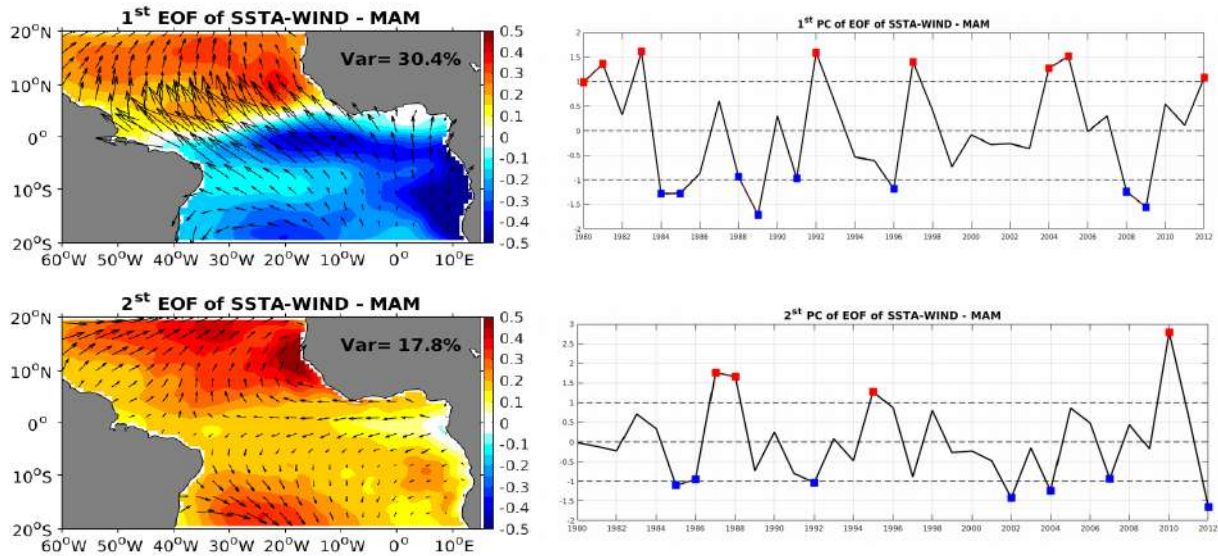 1st EOF of SSTA-WIND - MAM
20°N
10°N
0°
10°S
20°S
Var= 30.4%
60°W 50°W 40°W 30°W 20°W 10°W 0° 10°E
0.5
0.4
0.3
0.2
0.1
0
-0.1
-0.2
-0.3
-0.4
-0.5
1st PC of EOF of SSTA-WIND - MAM
2
1.5
1
0.5
0
-0.5
-1
-1.5
-2
1980 1982 1984 1986 1988 1990 1992 1994 1996 1998 2000 2002 2004 2006 2008 2010 2012
2st EOF of SSTA-WIND - MAM
20°N
10°N
0°
10°S
20°S
Var= 17.8%
60°W 50°W 40°W 30°W 20°W 10°W 0° 10°E
0.5
0.4
0.3
0.2
0.1
0
-0.1
-0.2
-0.3
-0.4
-0.5
2st PC of EOF of SSTA-WIND - MAM
3
2.5
2
1.5
1
0.5
0
-0.5
-1
-1.5
-2
1980 1982 1984 1986 1988 1990 1992 1994 1996 1998 2000 2002 2004 2006 2008 2010 2012